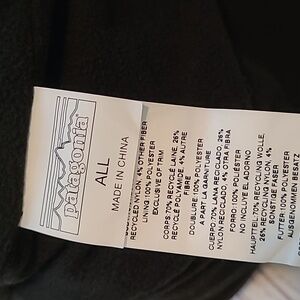 patagonia
ALL
MADE IN CHINA
RECYCLED NYLON, 4% OTHER FIBER
LINING: 100% POLYESTER
EXCLUSIVE OF TRIM
CORPS: 70% RECYCLÉ LAINE, 26%
RECYCLÉ POLYAMIDE, 4% AUTRE
FIBRE
DOUBLURE: 100% POLYESTER
A PART LA GARNITURE
CUERPO: 70% LANA RECICLADO, 26%
RECICLADO NYLON, 4% OTRA FIBRA
FORRO: 100% POLIÉSTER
NO INCLUYE EL ADORNO
HAUPTTEIL: 70% RECYCLING WOLLE,
26% RECYCLING NYLON, 4%
SONSTIGE FASER
FUTTER: 100% POLYESTER
AUSGENOMMEN BESATZ